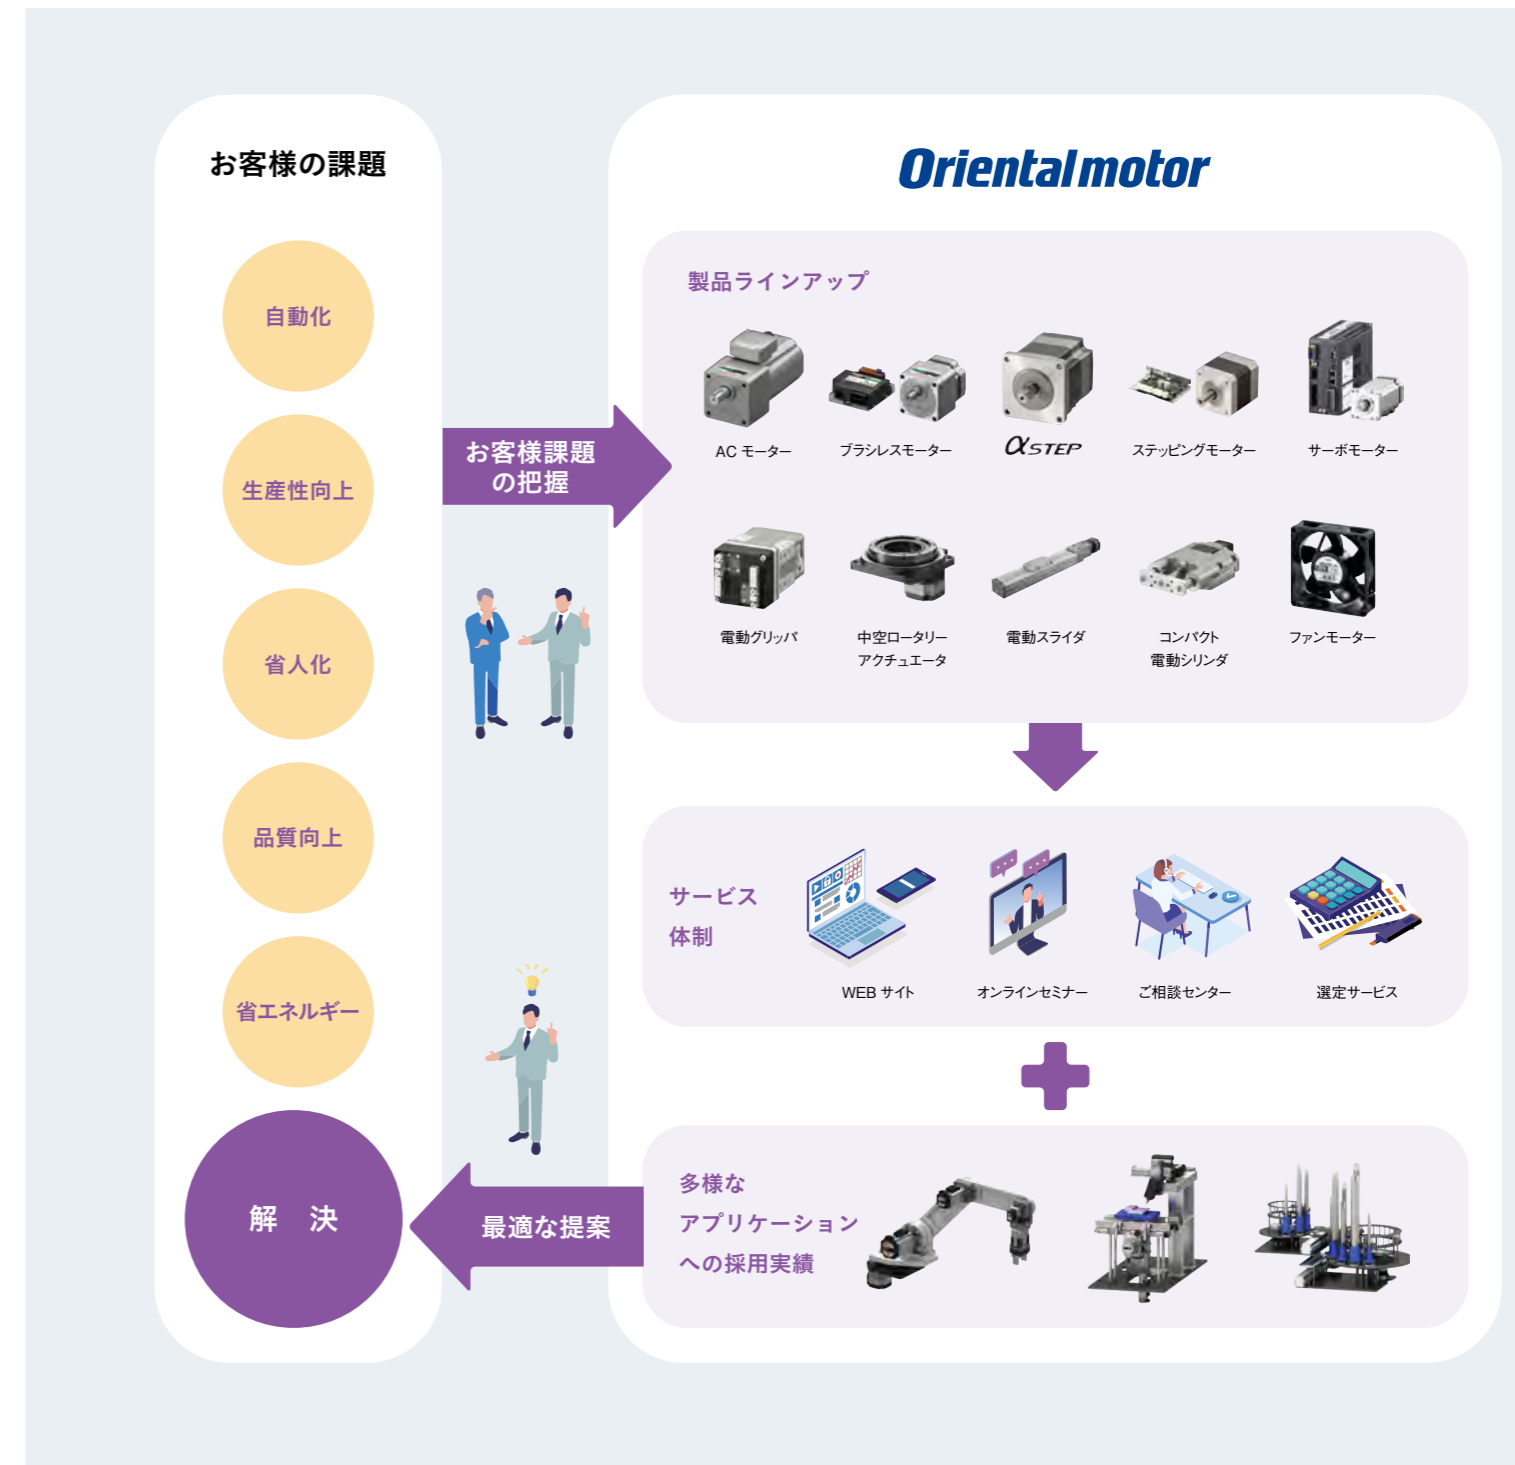 お客様の課題
自動化
生産性向上
省人化
品質向上
省エネルギー
解 決
お客様課題
の把握
最適な提案
Orientalmotor
製品ラインアップ
AC モーター
ブラシレスモーター
αSTEP
ステッピングモーター
サーボモーター
電動グリッパ
中空ロータリー
アクチュエータ
電動スライダ
コンパクト
電動シリンダ
ファンモーター
サービス
体制
WEB サイト
オンラインセミナー
ご相談センター
選定サービス
多様な
アプリケーション
への採用実績